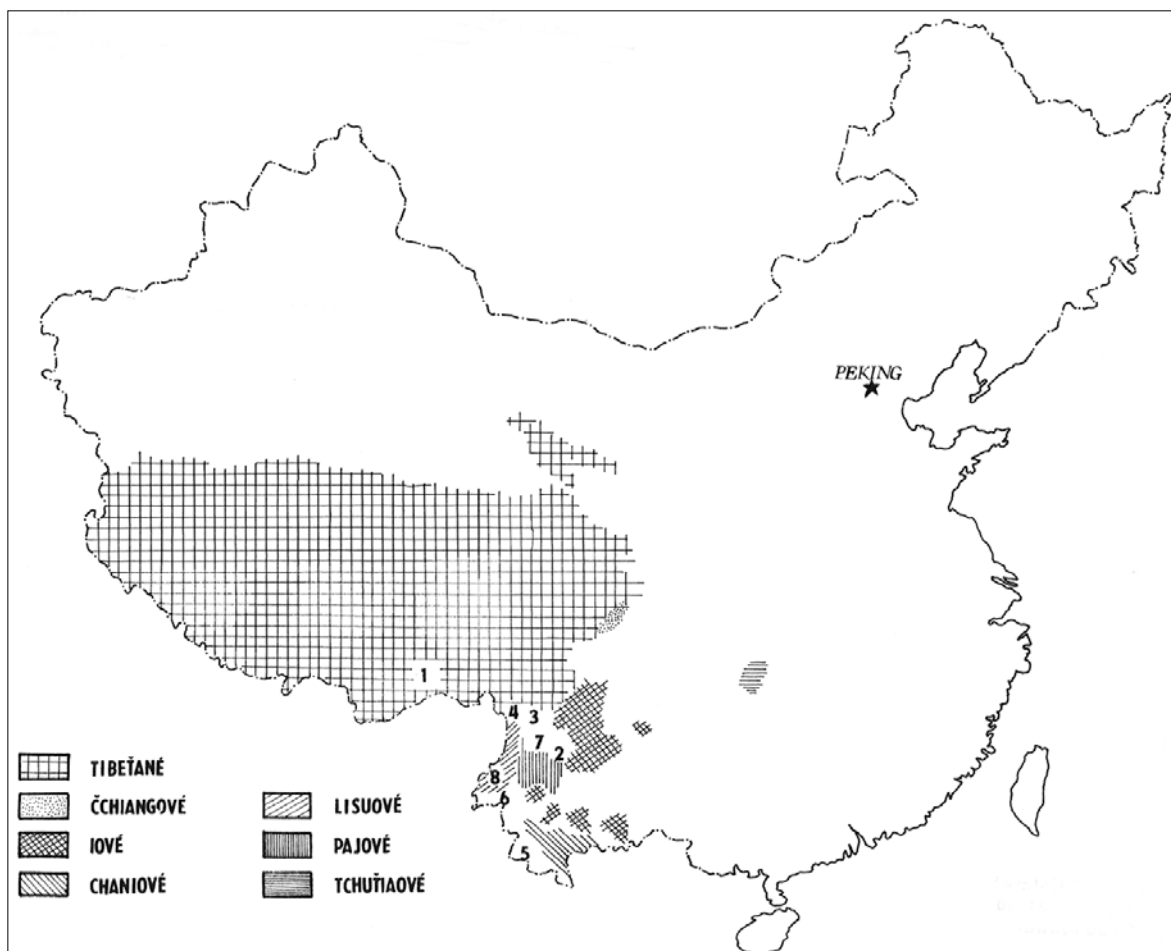 PEKING
1
4
3
7
2
8
6
5
TIBEŤANÉ
ČCHIANGOVÉ
LISUOVÉ
IOVÉ
PAJOVÉ
CHANIOVÉ
TCHUŤIAOVÉ